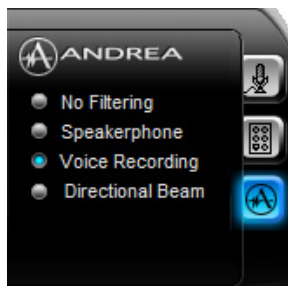 ANDREA
No Filtering
Speakerphone
Voice Recording
Directional Beam